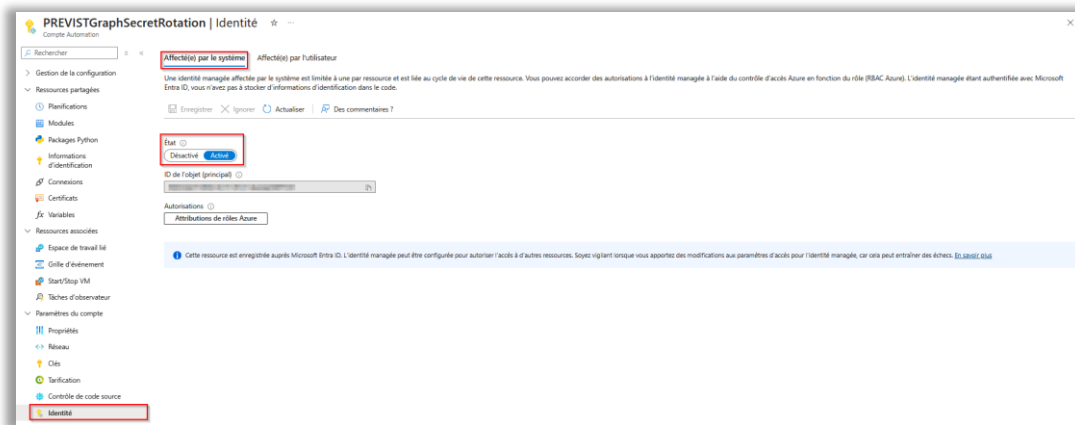 PREVISTGraphSecretRotation | Identité
Compte Automation
Rechercher
Gestion de la configuration
Ressources partagées
Planifications
Modules
Packages Python
Informations
d'identification
Connexions
Certificats
fx Variables
Ressources associées
Espace de travail lié
Grille d'événement
Start/Stop VM
Tâches d'observateur
Paramètres du compte
Propriétés
Réseau
Clés
Tarification
Contrôle de code source
Identité
Affecté(e) par le système Affecté(e) par l'utilisateur
Une identité managée affectée par le système est limitée à une par ressource et est liée au cycle de vie de cette ressource. Vous pouvez accorder des autorisations à l'identité managée à l'aide du contrôle d'accès Azure en fonction du rôle (RBAC Azure). L'identité managée étant authentifiée avec Microsoft
Entra ID, vous n'avez pas à stocker d'informations d'identification dans le code.
Enregistrer Ignorer Actualiser Des commentaires ?
État
Désactivé Activé
ID de l'objet (principal)
Autorisations
Attributions de rôles Azure
Cette ressource est enregistrée auprès Microsoft Entra ID. L'identité managée peut être configurée pour autoriser l'accès à d'autres ressources. Soyez vigilant lorsque vous apportez des modifications aux paramètres d'accès pour l'identité managée, car cela peut entraîner des échecs. En savoir plus